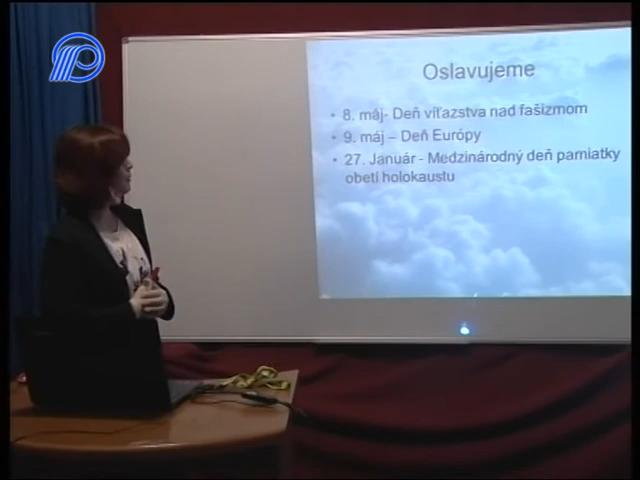 Oslavujeme
• 8. máj- Deň víťazstva nad fašizmom
• 9. máj – Deň Európy
• 27. Január - Medzinárodný deň pamiatky
obetí holokaustu